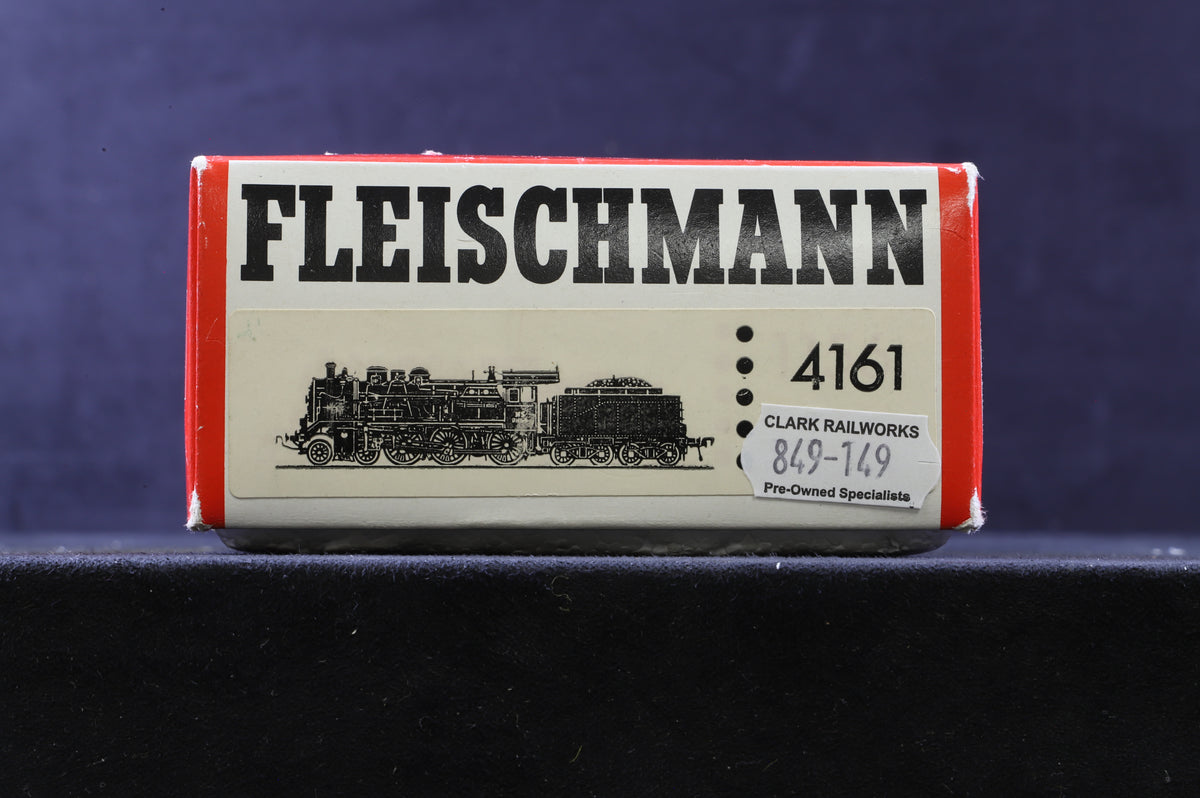 FLEISCHMANN
4161
CLARK RAILWORKS
849-149
Pre-Owned Specialists